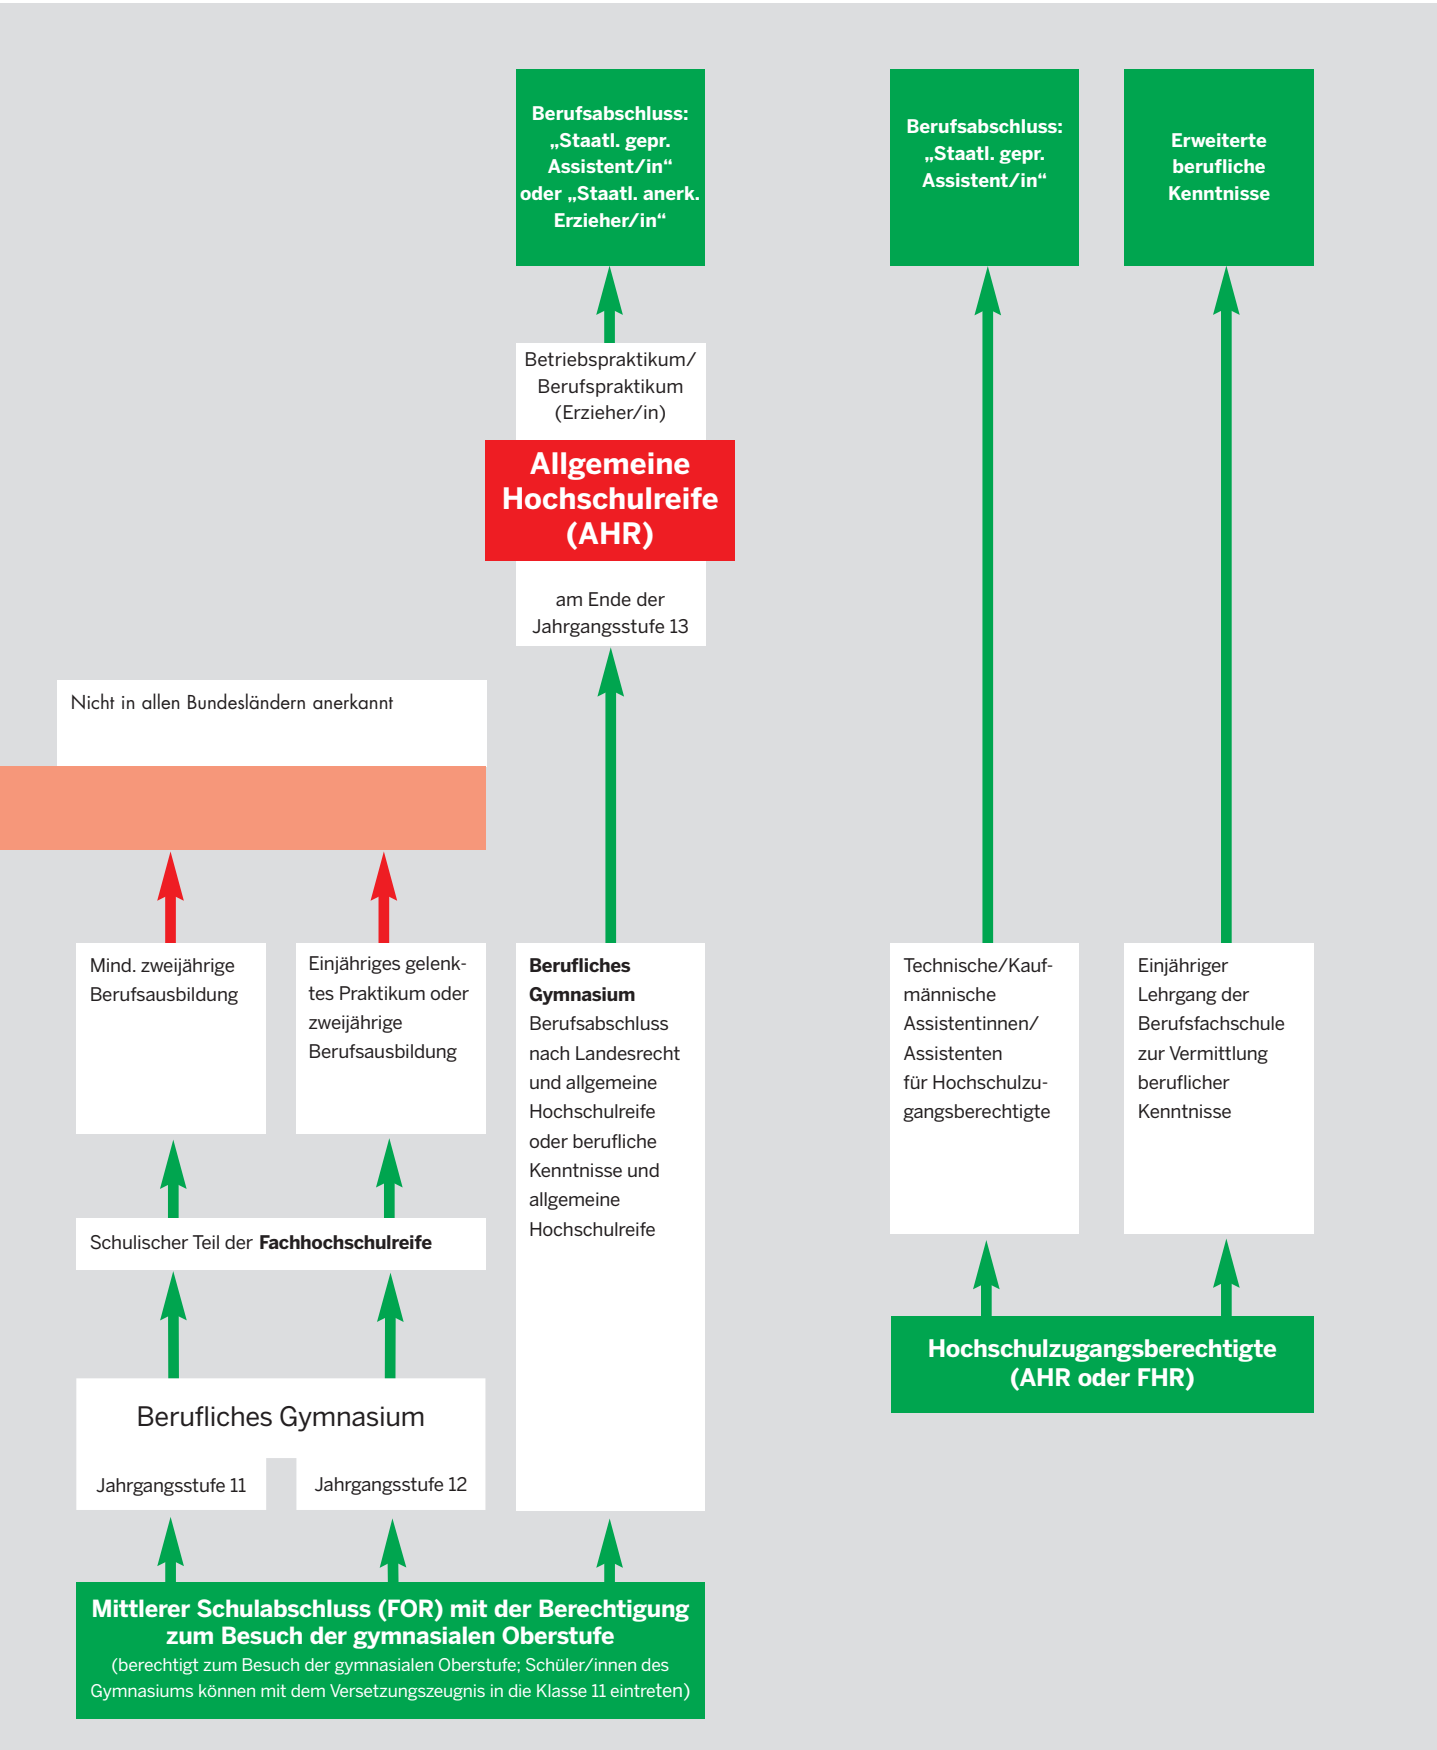 Berufsabschluss:
„Staatl. gepr.
Assistent/in“
oder „Staatl. anerk.
Erzieher/in“
Berufsabschluss:
„Staatl. gepr.
Assistent/in“
Erweiterte
berufliche
Kenntnisse
Betriebspraktikum/
Berufspraktikum
(Erzieher/in)
Allgemeine
Hochschulreife
(AHR)
am Ende der
Jahrgangsstufe 13
Nicht in allen Bundesländern anerkannt
Mind. zweijährige
Berufsausbildung
Einjähriges gelenk-
tes Praktikum oder
zweijährige
Berufsausbildung
Berufliches
Gymnasium
Berufsabschluss
nach Landesrecht
und allgemeine
Hochschulreife
oder berufliche
Kenntnisse und
allgemeine
Hochschulreife
Technische/Kauf-
männische
Assistentinnen/
Assistenten
für Hochschulzu-
gangsberechtigte
Einjähriger
Lehrgang der
Berufsfachschule
zur Vermittlung
beruflicher
Kenntnisse
Schulischer Teil der Fachhochschulreife
Hochschulzugangsberechtigte
(AHR oder FHR)
Berufliches Gymnasium
Jahrgangsstufe 11
Jahrgangsstufe 12
Mittlerer Schulabschluss (FOR) mit der Berechtigung
zum Besuch der gymnasialen Oberstufe
(berechtigt zum Besuch der gymnasialen Oberstufe; Schüler/innen des
Gymnasiums können mit dem Versetzungszeugnis in die Klasse 11 eintreten)